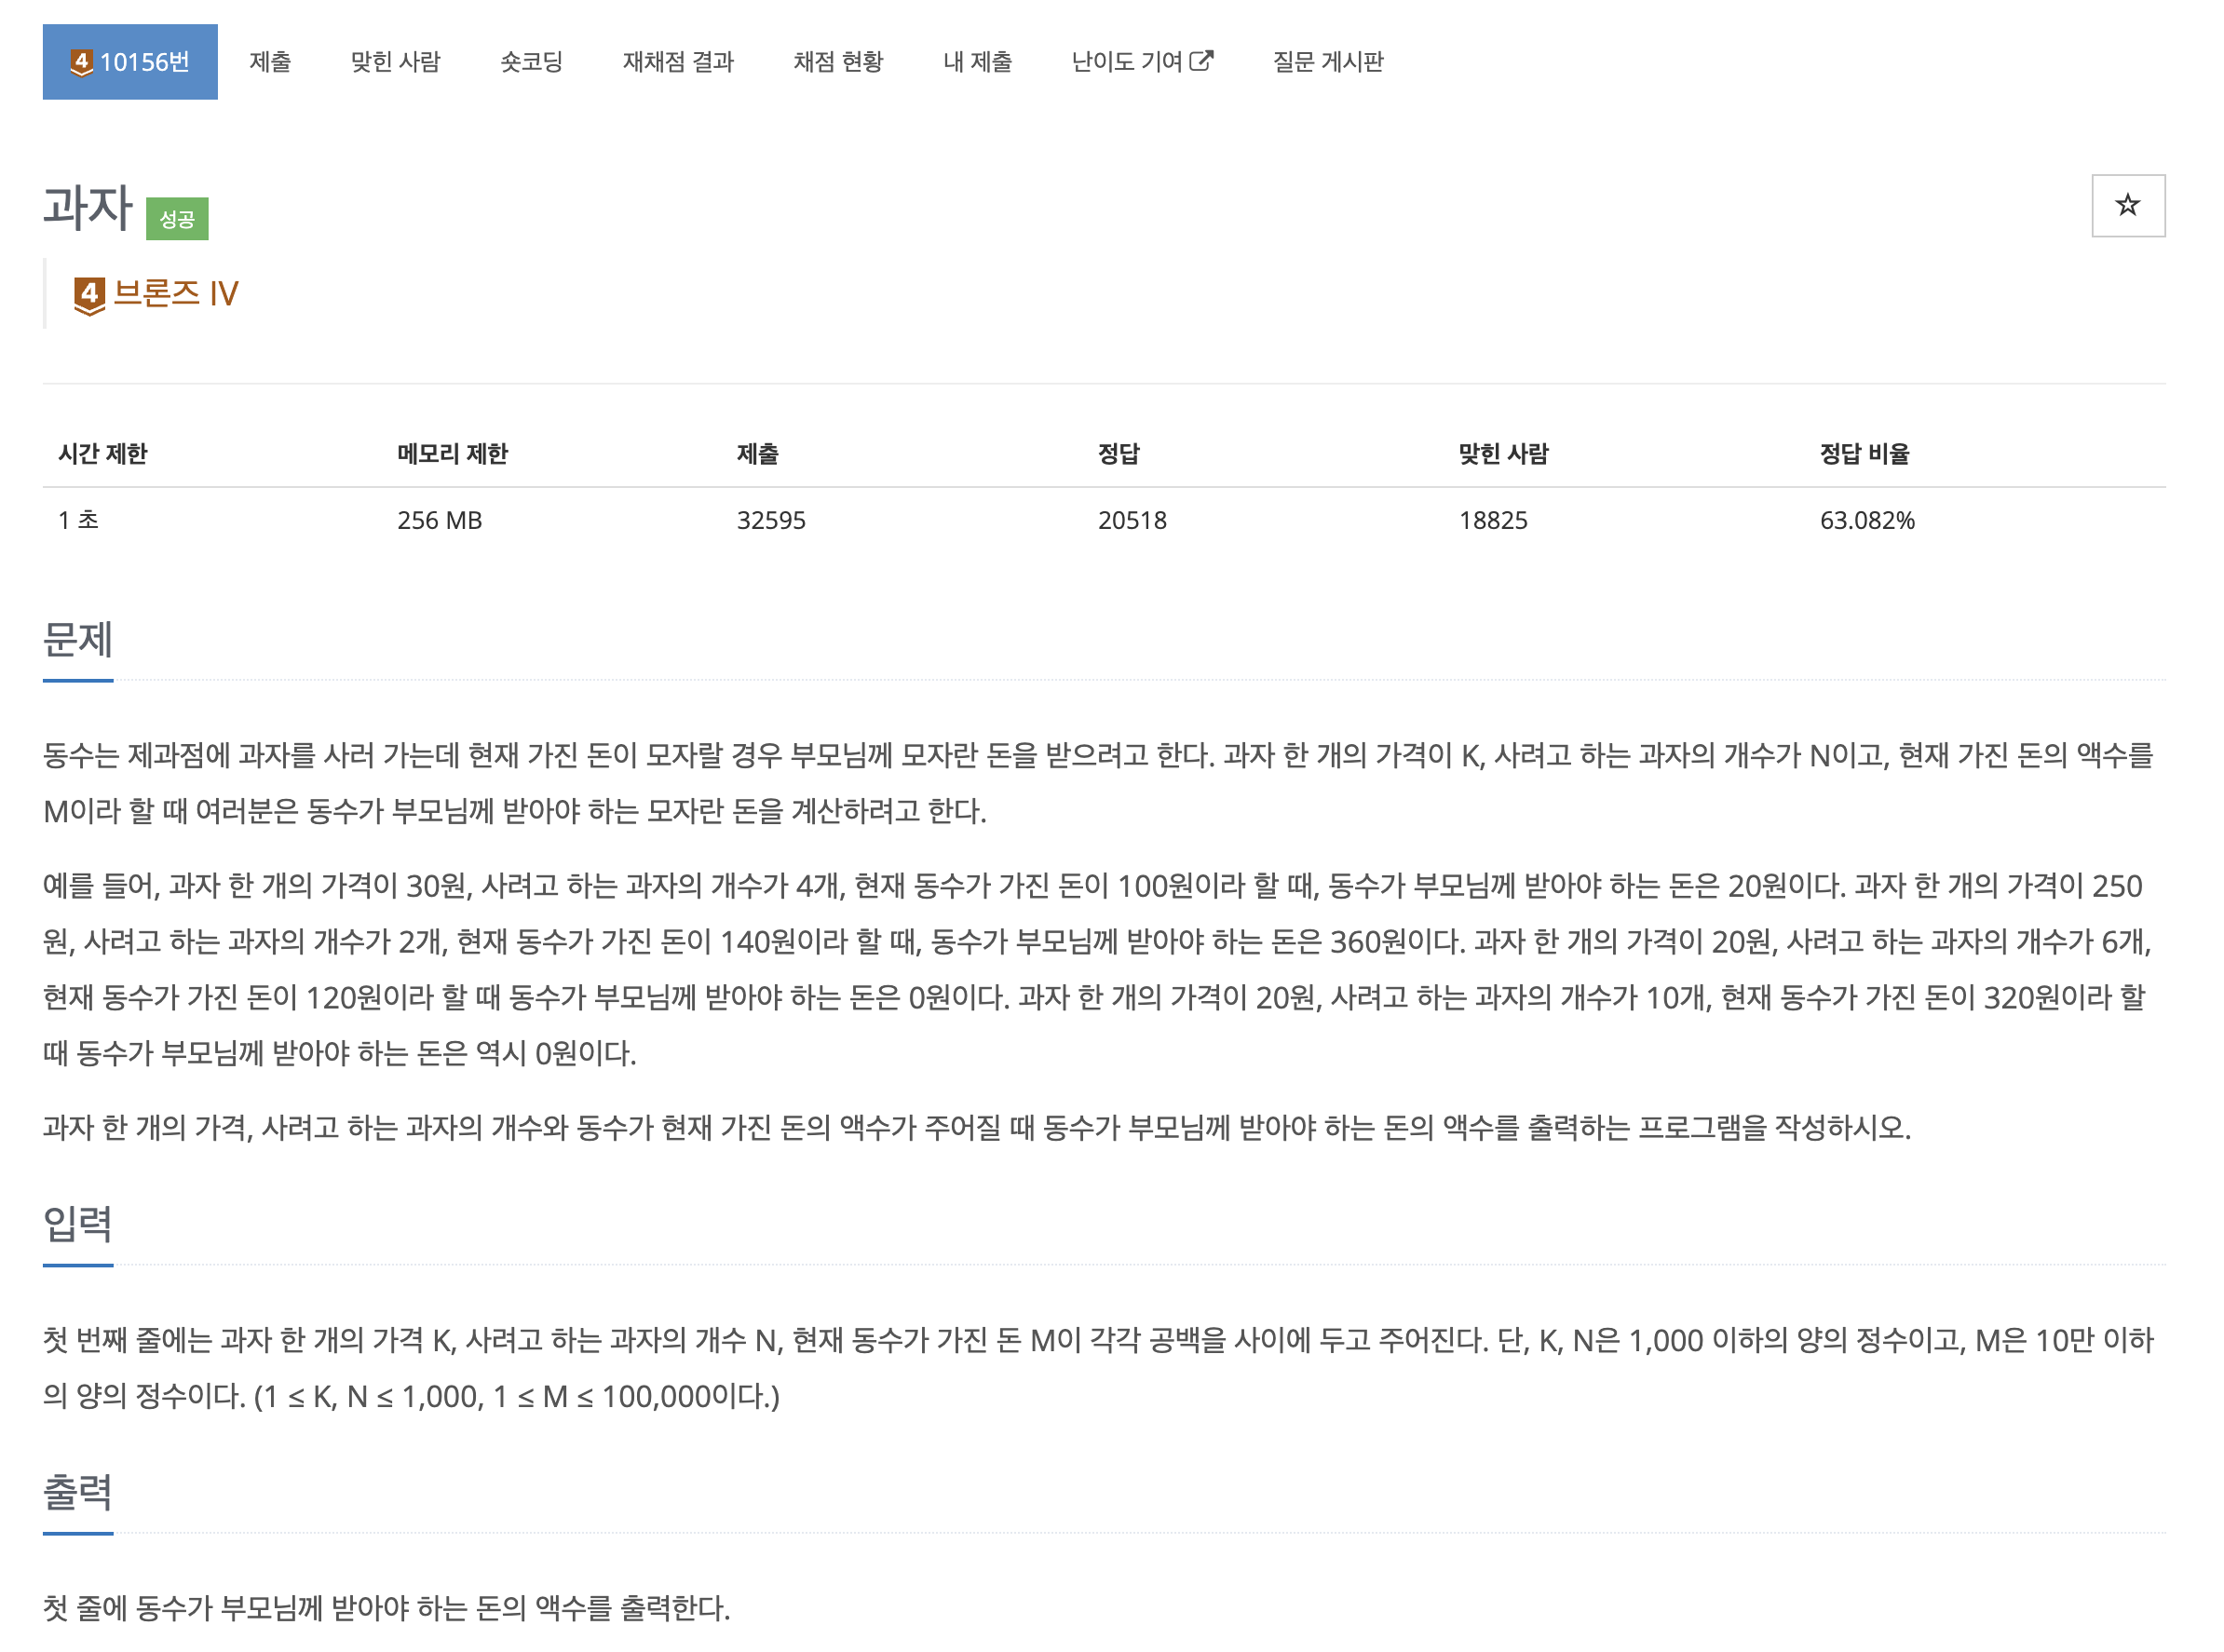 4 10156번 제출 맞힌 사람 숏코딩 재채점 결과 채점 현황 내 제출 난이도 기여 질문 게시판
과자 성공
4 브론즈 IV
시간 제한 메모리 제한 제출 정답 맞힌 사람 정답 비율
1 초 256 MB 32595 20518 18825 63.082%
문제
동수는 제과점에 과자를 사러 가는데 현재 가진 돈이 모자랄 경우 부모님께 모자란 돈을 받으려고 한다. 과자 한 개의 가격이 K, 사려고 하는 과자의 개수가 N이고, 현재 가진 돈의 액수를
M이라 할 때 여러분은 동수가 부모님께 받아야 하는 모자란 돈을 계산하려고 한다.
예를 들어, 과자 한 개의 가격이 30원, 사려고 하는 과자의 개수가 4개, 현재 동수가 가진 돈이 100원이라 할 때, 동수가 부모님께 받아야 하는 돈은 20원이다. 과자 한 개의 가격이 250
원, 사려고 하는 과자의 개수가 2개, 현재 동수가 가진 돈이 140원이라 할 때, 동수가 부모님께 받아야 하는 돈은 360원이다. 과자 한 개의 가격이 20원, 사려고 하는 과자의 개수가 6개,
현재 동수가 가진 돈이 120원이라 할 때 동수가 부모님께 받아야 하는 돈은 0원이다. 과자 한 개의 가격이 20원, 사려고 하는 과자의 개수가 10개, 현재 동수가 가진 돈이 320원이라 할
때 동수가 부모님께 받아야 하는 돈은 역시 0원이다.
과자 한 개의 가격, 사려고 하는 과자의 개수와 동수가 현재 가진 돈의 액수가 주어질 때 동수가 부모님께 받아야 하는 돈의 액수를 출력하는 프로그램을 작성하시오.
입력
첫 번째 줄에는 과자 한 개의 가격 K, 사려고 하는 과자의 개수 N, 현재 동수가 가진 돈 M이 각각 공백을 사이에 두고 주어진다. 단, K, N은 1,000 이하의 양의 정수이고, M은 10만 이하
의 양의 정수이다. (1 ≤ K, N ≤ 1,000, 1 ≤ M ≤ 100,000이다.)
출력
첫 줄에 동수가 부모님께 받아야 하는 돈의 액수를 출력한다.